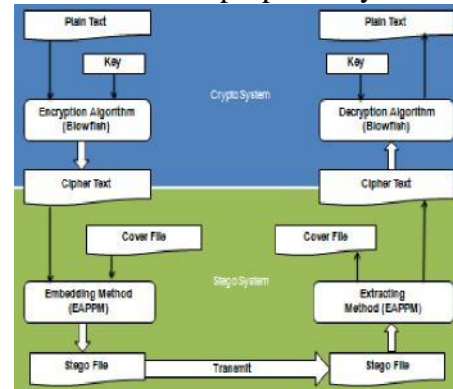 Plain Text
Plain Text
Key
Key
Crypto System
Encryption Algorithm
(Blowfish)
Decryption Algorithm
(Blowfish)
Cipher Text
Cipher Text
Cover File
Cover File
Stego System
Embedding Method
(EAPPM)
Extracting
Method (EAPPM)
Stego File
Transmit
Stego File